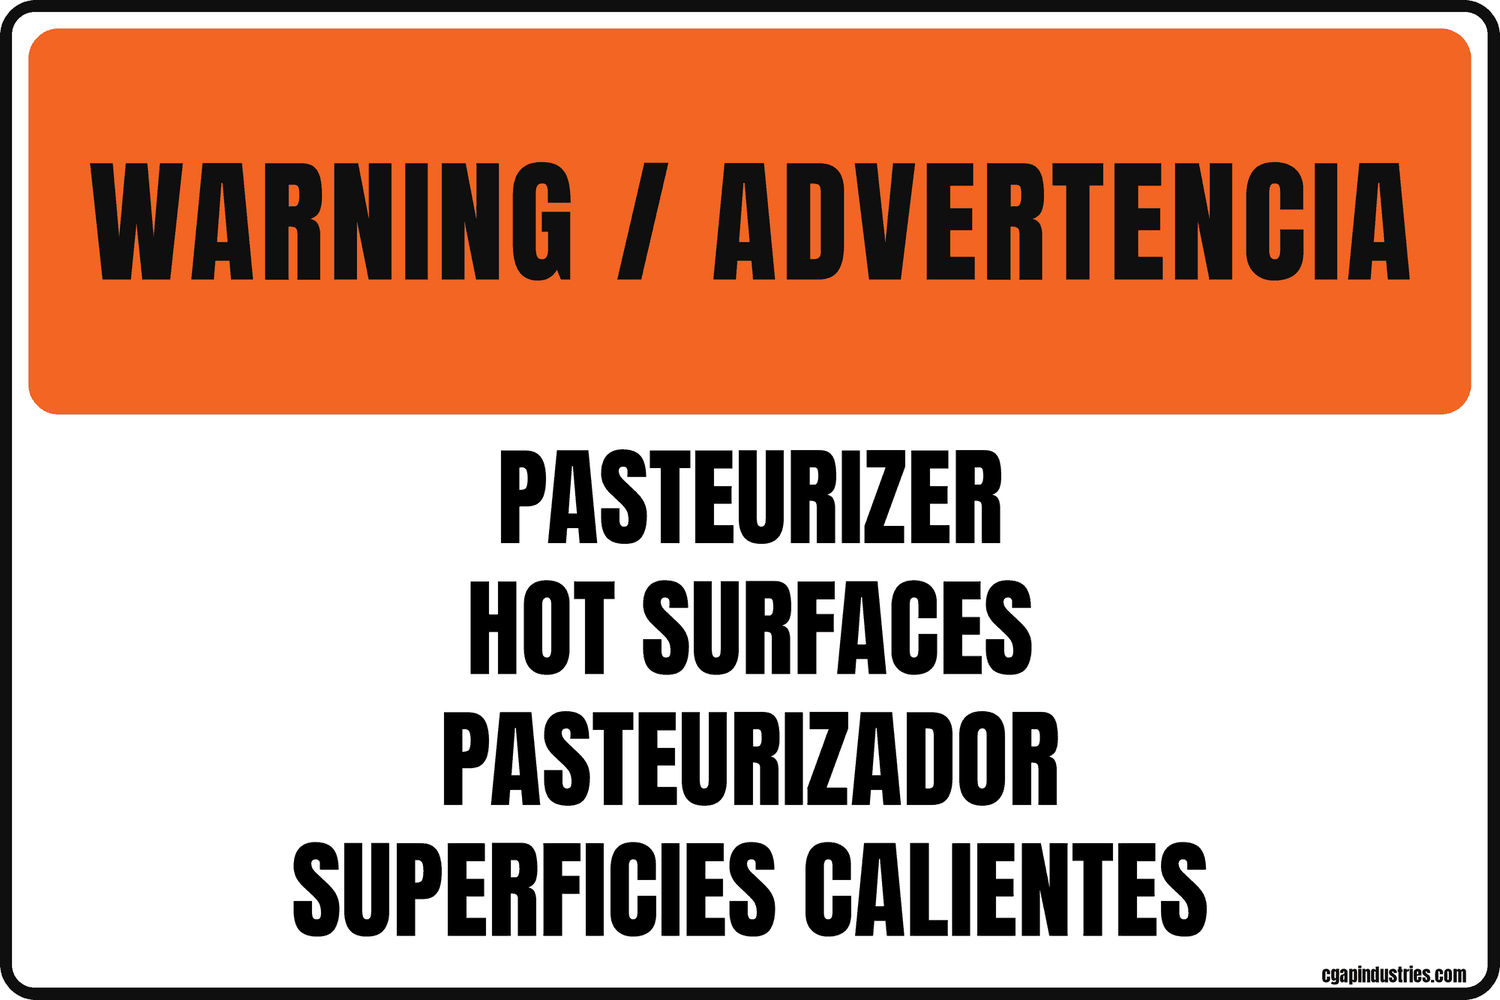 WARNING / ADVERTENCIA
PASTEURIZER
HOT SURFACES
PASTEURIZADOR
SUPERFICIES CALIENTES
cgapindustries.com